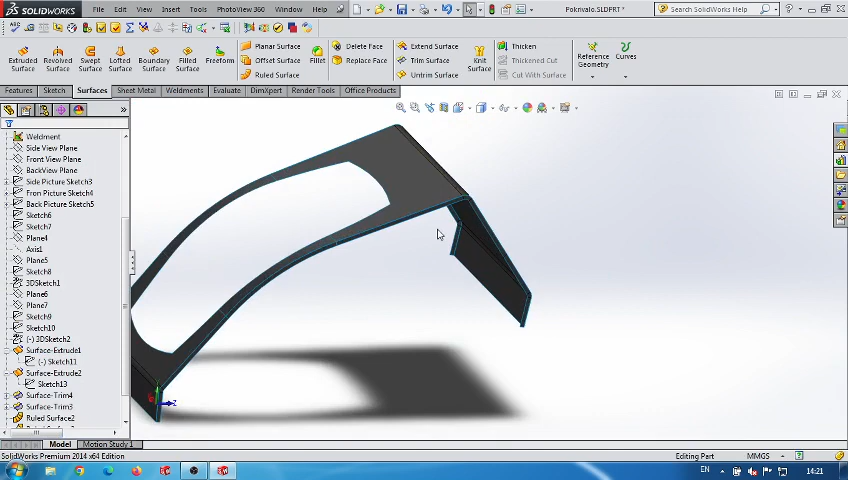 SOLIDWORKS File Edit View Insert Tools PhotoView 360 Window Help Pokrivalo.SLDPRT * Search SolidWorks Help
Extruded Surface Revolved Surface Swept Surface Lofted Surface Boundary Surface Filled Surface Freeform Planar Surface Offset Surface Ruled Surface Fillet Delete Face Replace Face Extend Surface Trim Surface Untrim Surface Knit Surface Thicken Thickened Cut Cut With Surface Reference Geometry Curves
Features Sketch Surfaces Sheet Metal Weldments Evaluate DimXpert Render Tools Office Products
Weldment
Side View Plane
Front View Plane
BackView Plane
Side Picture Sketch3
Fron Picture Sketch4
Back Picture Sketch5
Sketch6
Sketch7
Plane4
Axis1
Plane5
Sketch8
3DSketch1
Plane6
Plane7
Sketch9
Sketch10
(-) 3DSketch2
Surface-Extrude1
(-) Sketch11
Surface-Extrude2
Sketch13
Surface-Trim4
Surface-Trim3
Ruled Surface2
Z
Model Motion Study 1
SolidWorks Premium 2014 x64 Edition Editing Part MMGS
EN 14:21